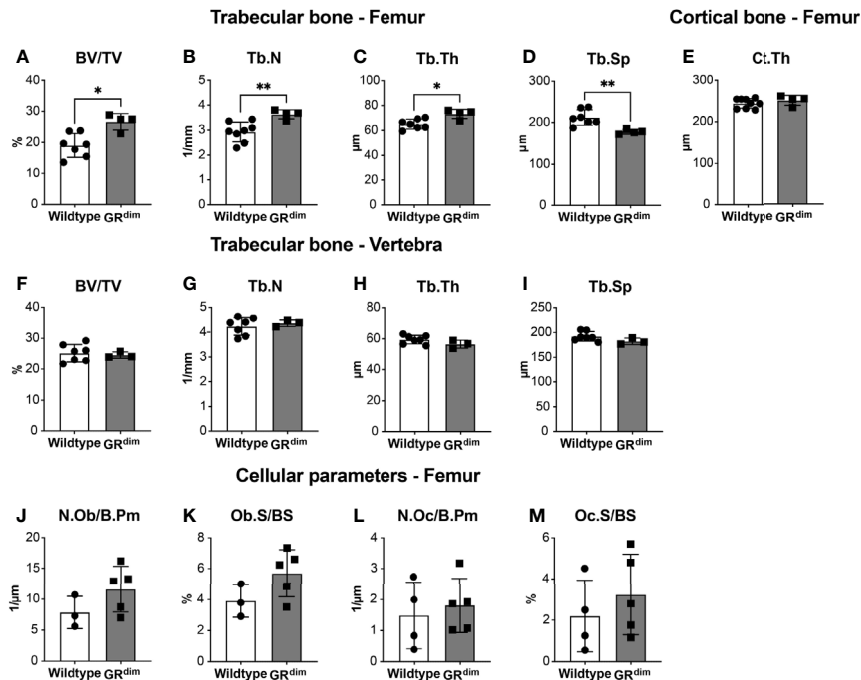 Trabecular bone - Femur
Cortical bone - Femur
A BV/TV
B Tb.N
C Tb.Th
D Tb.Sp
E Ct.Th
40 30 20 10 0 % * Wildtype GRdim
5 4 3 2 1 0 1/mm ** Wildtype GRdim
100 80 60 40 20 0 µm * Wildtype GRdim
300 200 100 0 µm ** Wildtype GRdim
300 200 100 0 µm Wildtype GRdim
Trabecular bone - Vertebra
F BV/TV
G Tb.N
H Tb.Th
I Tb.Sp
40 30 20 10 0 % Wildtype GRdim
5 4 3 2 1 0 1/mm Wildtype GRdim
80 60 40 20 0 µm Wildtype GRdim
250 200 150 100 50 0 µm Wildtype GRdim
Cellular parameters - Femur
J N.Ob/B.Pm
K Ob.S/BS
L N.Oc/B.Pm
M Oc.S/BS
20 15 10 5 0 1/µm Wildtype GRdim
8 6 4 2 0 % Wildtype GRdim
4 3 2 1 0 1/µm Wildtype GRdim
6 4 2 0 % Wildtype GRdim